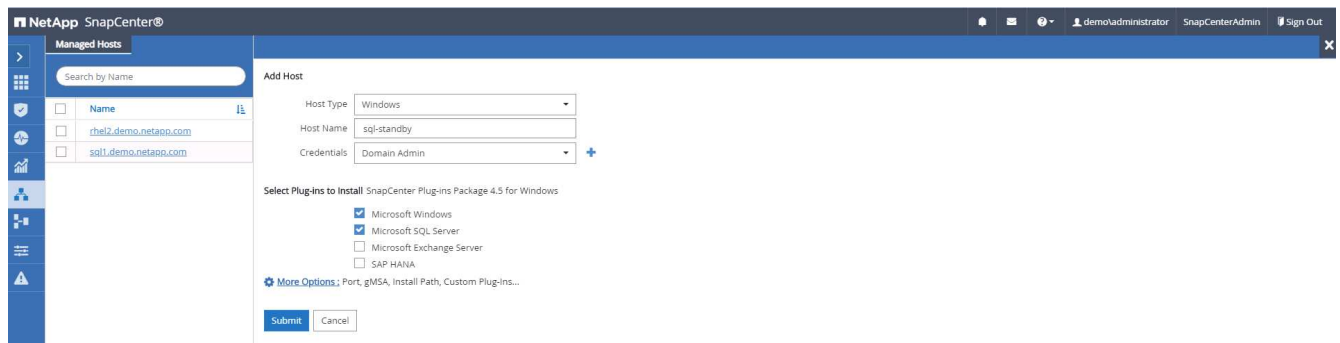 NetApp SnapCenter®
demo\administrator SnapCenterAdmin Sign Out
Managed Hosts
Search by Name
Name
rhel2.demo.netapp.com
sql1.demo.netapp.com
Add Host
Host Type Windows
Host Name sql-standby
Credentials Domain Admin
Select Plug-ins to Install SnapCenter Plug-ins Package 4.5 for Windows
Microsoft Windows
Microsoft SQL Server
Microsoft Exchange Server
SAP HANA
More Options : Port, gMSA, Install Path, Custom Plug-Ins...
Submit Cancel